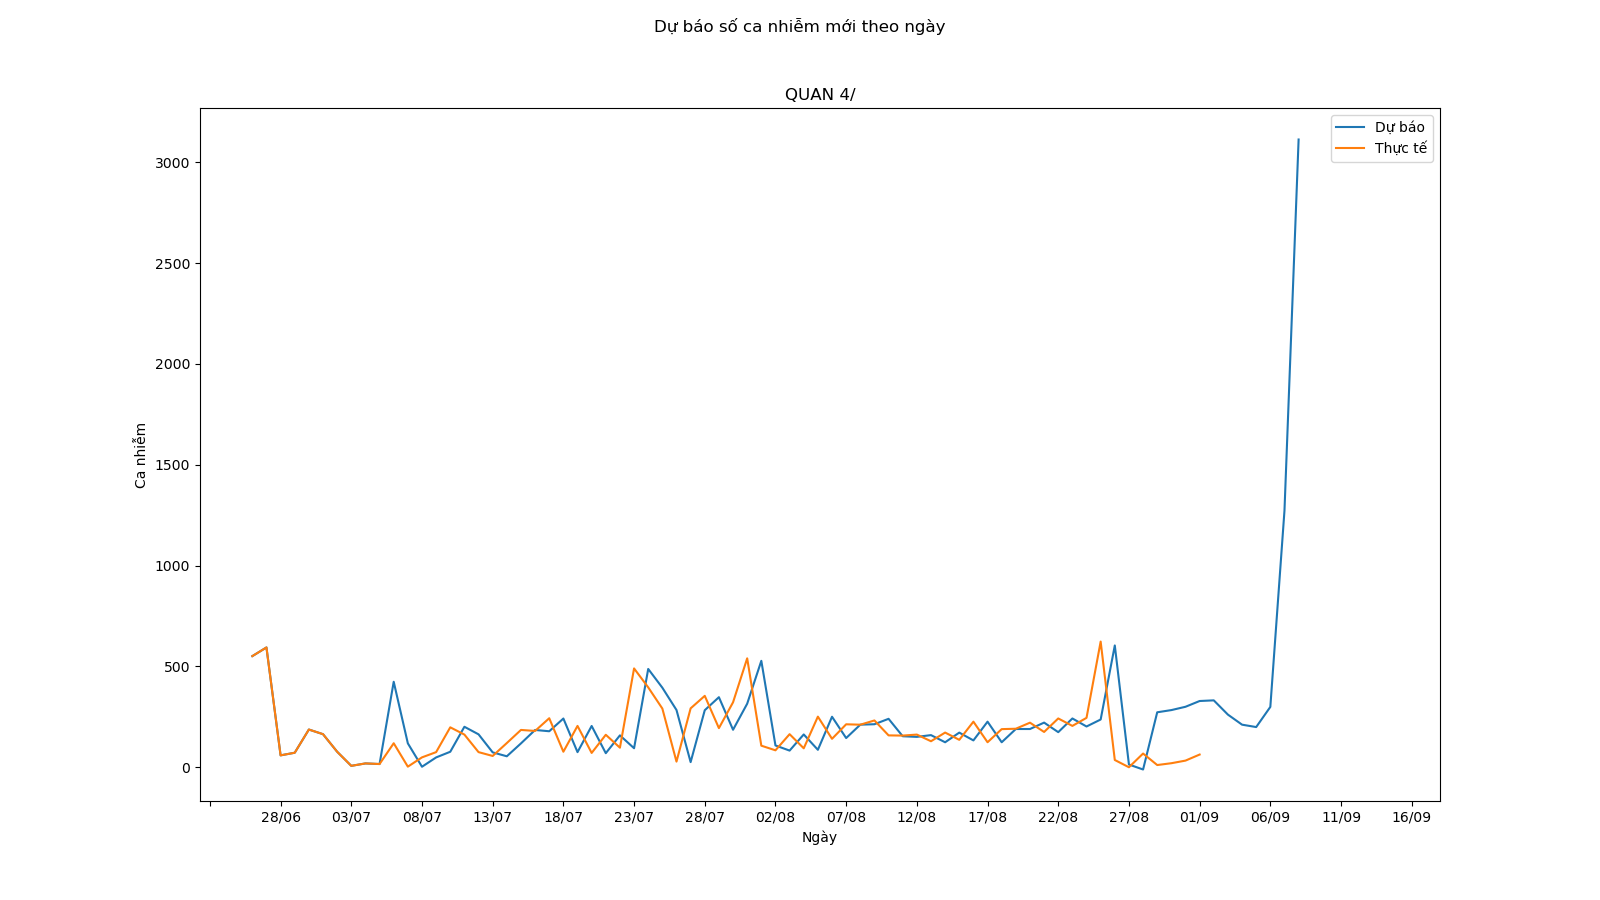 Dự báo số ca nhiễm mới theo ngày
QUAN 4/
Dự báo
Thực tế
3000
2500
2000
1500
1000
500
0
Ca nhiễm
28/06 03/07 08/07 13/07 18/07 23/07 28/07 02/08 07/08 12/08 17/08 22/08 27/08 01/09 06/09 11/09 16/09
Ngày